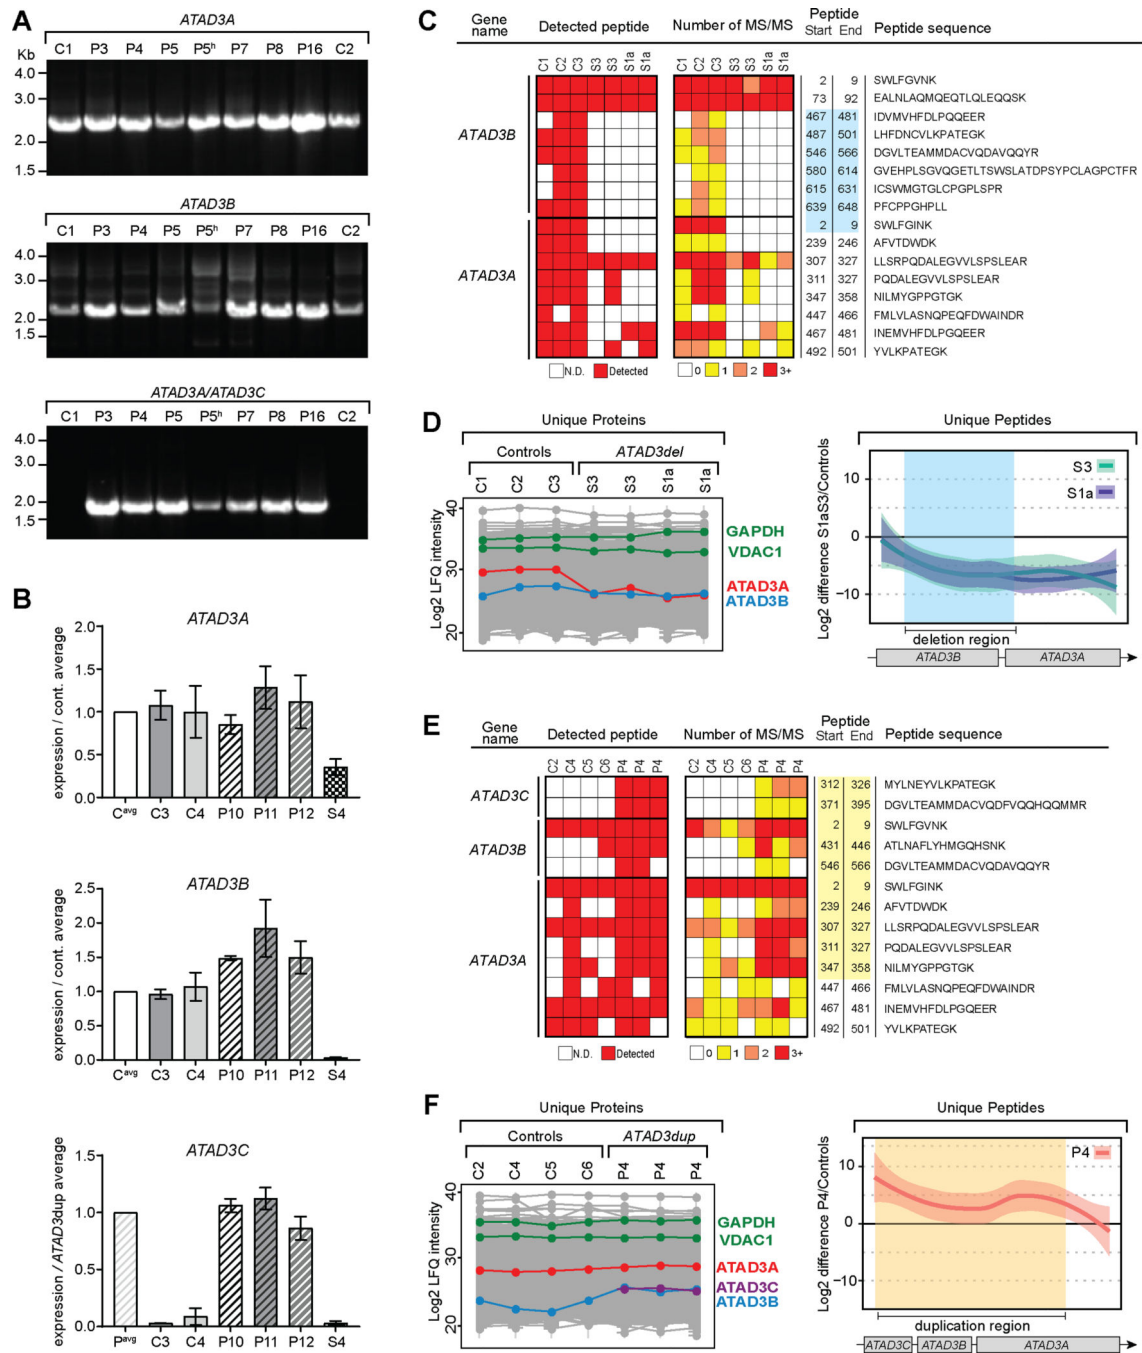 A
ATAD3A
C1 P3 P4 P5 P5ʰ P7 P8 P16 C2
Kb
4.0
3.0
2.0
1.5
ATAD3B
C1 P3 P4 P5 P5ʰ P7 P8 P16 C2
4.0
3.0
2.0
1.5
ATAD3A/ATAD3C
C1 P3 P4 P5 P5ʰ P7 P8 P16 C2
4.0
3.0
2.0
1.5
B
ATAD3A
expression / cont. average
2.0
1.5
1.0
0.5
0.0
Cᵃᵛᵍ C3 C4 P10 P11 P12 S4
ATAD3B
expression / cont. average
2.5
2.0
1.5
1.0
0.5
0.0
Cᵃᵛᵍ C3 C4 P10 P11 P12 S4
ATAD3C
expression / ATAD3dup average
1.5
1.0
0.5
0.0
Pᵃᵛᵍ C3 C4 P10 P11 P12 S4
C
Gene name Detected peptide Number of MS/MS Peptide Start End Peptide sequence
C1 C2 C3 S3 S3 S1a S1a C1 C2 C3 S3 S3 S1a S1a
ATAD3B
2 9 SWLFGVNK
73 92 EALNLAQMQEQTLQLEQQSK
467 481 IDVMVHFDLPQQEER
487 501 LHFDNCVLKPATEGK
546 566 DGVLTEAMMDACVQDAVQQYR
580 614 GVEHPLSGVQGETLTSWSLATDPSYPCLAGPCTFR
615 631 ICSWMGTGLCPGPLSPR
639 648 PFCPPGHPLL
ATAD3A
2 9 SWLFGINK
239 246 AFVTDWDK
307 327 LLSRPQDALEGVVLSPSLEAR
311 327 PQDALEGVVLSPSLEAR
347 358 NILMYGPPGTGK
447 466 FMLVLASNQPEQFDWAINDR
467 481 INEMVHFDLPGQEER
492 501 YVLKPATEGK
N.D. Detected 0 1 2 3+
D
Unique Proteins
Controls ATAD3del
C1 C2 C3 S3 S3 S1a S1a
Log2 LFQ intensity
40
30
20
GAPDH
VDAC1
ATAD3A
ATAD3B
Unique Peptides
Log2 difference S1aS3/Controls
10
0
−10
S3
S1a
deletion region
ATAD3B ATAD3A
E
Gene name Detected peptide Number of MS/MS Peptide Start End Peptide sequence
C2 C4 C5 C6 P4 P4 P4 C2 C4 C5 C6 P4 P4 P4
ATAD3C
312 326 MYLNEYVLKPATEGK
371 395 DGVLTEAMMDACVQDFVQQHQQMMR
ATAD3B
2 9 SWLFGVNK
431 446 ATLNAFLYHMGQHSNK
546 566 DGVLTEAMMDACVQDAVQQYR
ATAD3A
2 9 SWLFGINK
239 246 AFVTDWDK
307 327 LLSRPQDALEGVVLSPSLEAR
311 327 PQDALEGVVLSPSLEAR
347 358 NILMYGPPGTGK
447 466 FMLVLASNQPEQFDWAINDR
467 481 INEMVHFDLPGQEER
492 501 YVLKPATEGK
N.D. Detected 0 1 2 3+
F
Unique Proteins
Controls ATAD3dup
C2 C4 C5 C6 P4 P4 P4
Log2 LFQ intensity
40
30
20
GAPDH
VDAC1
ATAD3A
ATAD3C
ATAD3B
Unique Peptides
Log2 difference P4/Controls
10
0
−10
P4
duplication region
ATAD3C ATAD3B ATAD3A